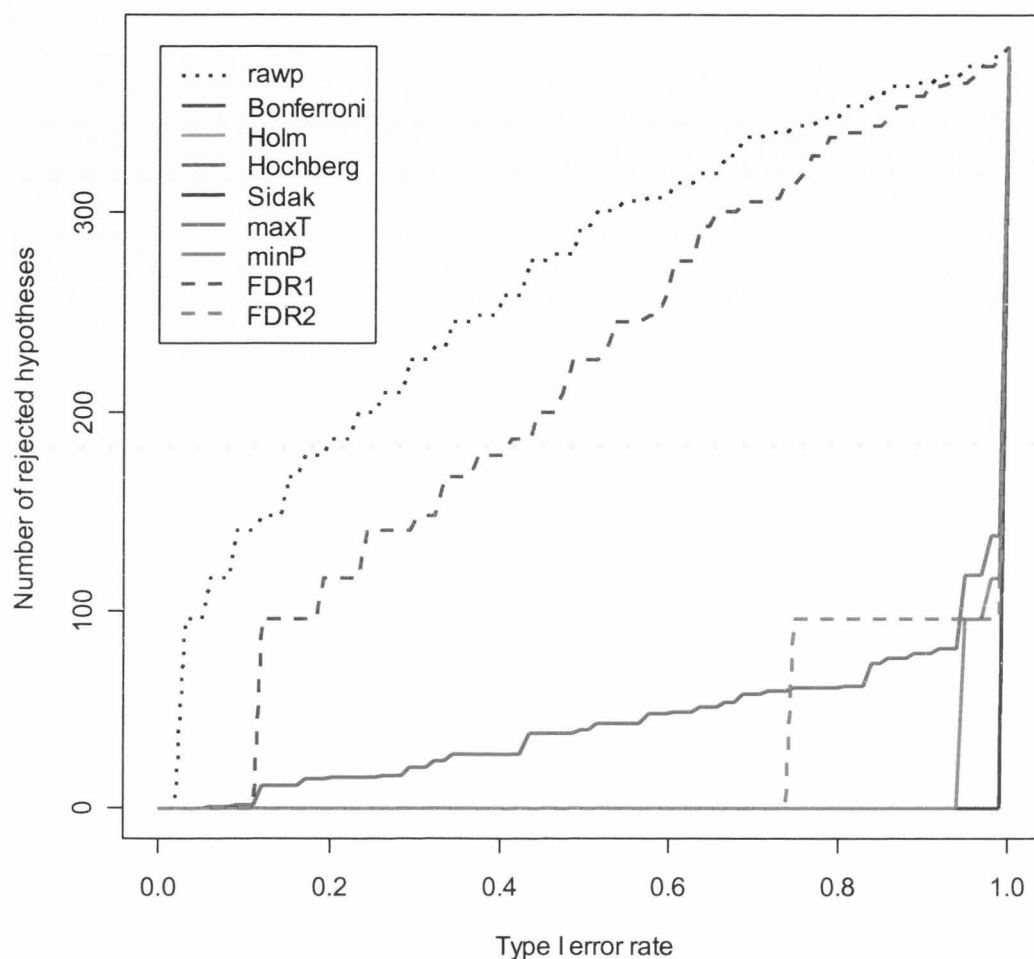 rawp
Bonferroni
Holm
Hochberg
Sidak
maxT
minP
FDR1
FDR2
Number of rejected hypotheses
300
200
100
0
0.0
0.2
0.4
0.6
0.8
1.0
Type I error rate